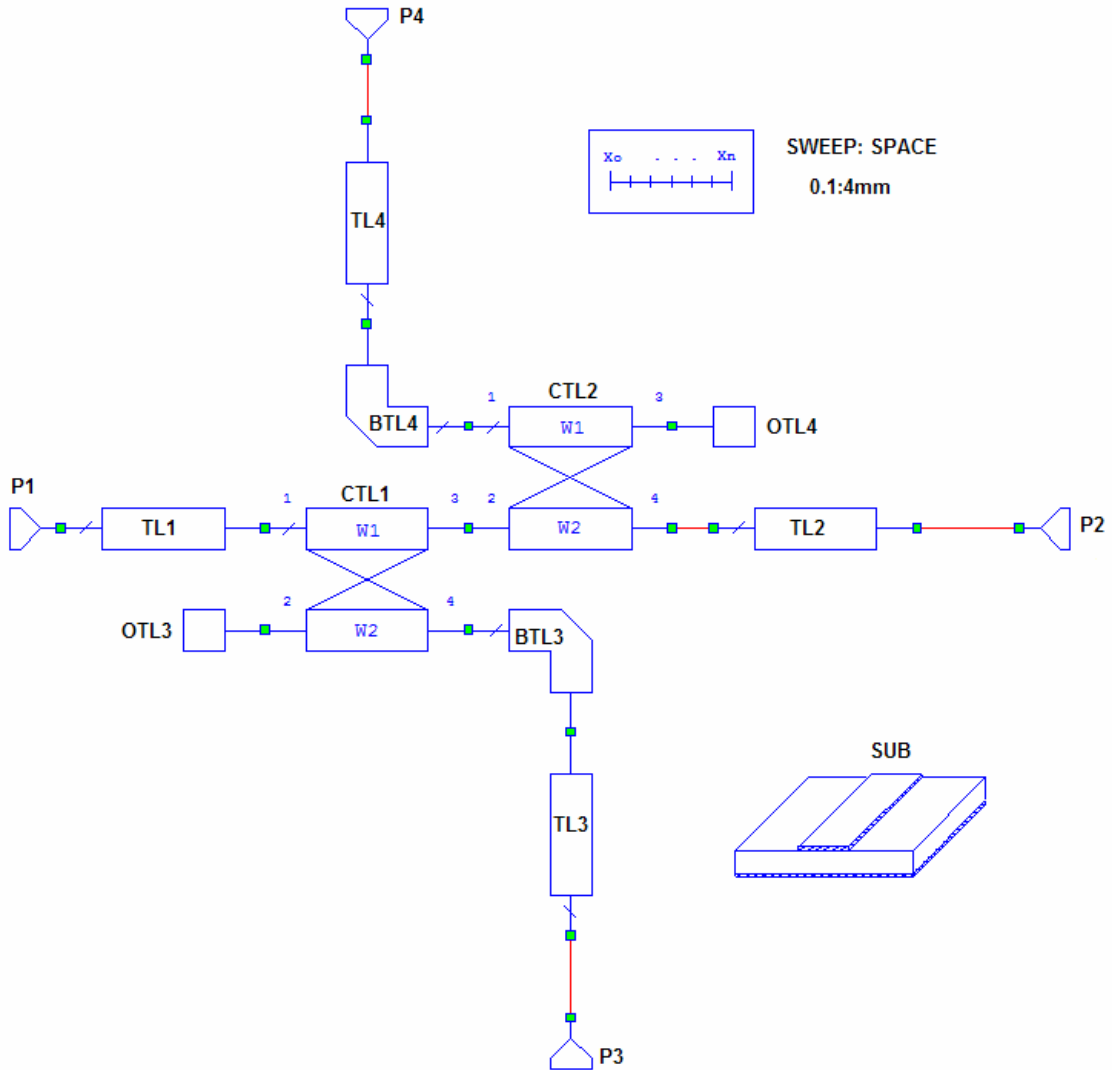 P4
SWEEP: SPACE
Xo . . . Xn
0.1:4mm
TL4
1 CTL2 3
BTL4 W1 OTL4
P1
1 CTL1 3 2 4
TL1 W1 W2 TL2 P2
2 4
OTL3 W2 BTL3
SUB
TL3
P3